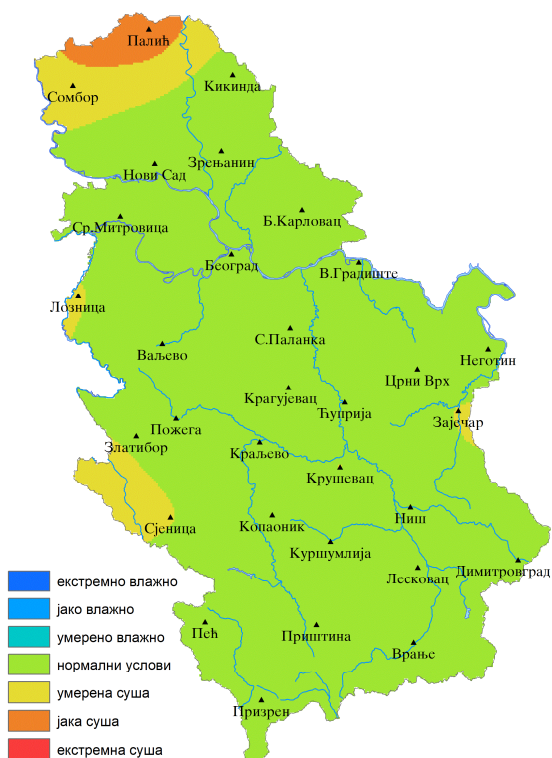 Палић
Кикинда
Сомбор
Зрењанин
Нови Сад
Б.Карловац
Ср.Митровица
Београд
В.Градиште
Лозница
С.Паланка
Ваљево
Неготин
Црни Врх
Крагујевац
Ћуприја
Зајечар
Пожега
Златибор
Краљево
Крушевац
Сјеница
Копаоник
Ниш
Куршумлија
Димитровград
Лесковац
Пећ
Приштина
Врање
Призрен
екстремно влажно
јако влажно
умерено влажно
нормални услови
умерена суша
јака суша
екстремна суша